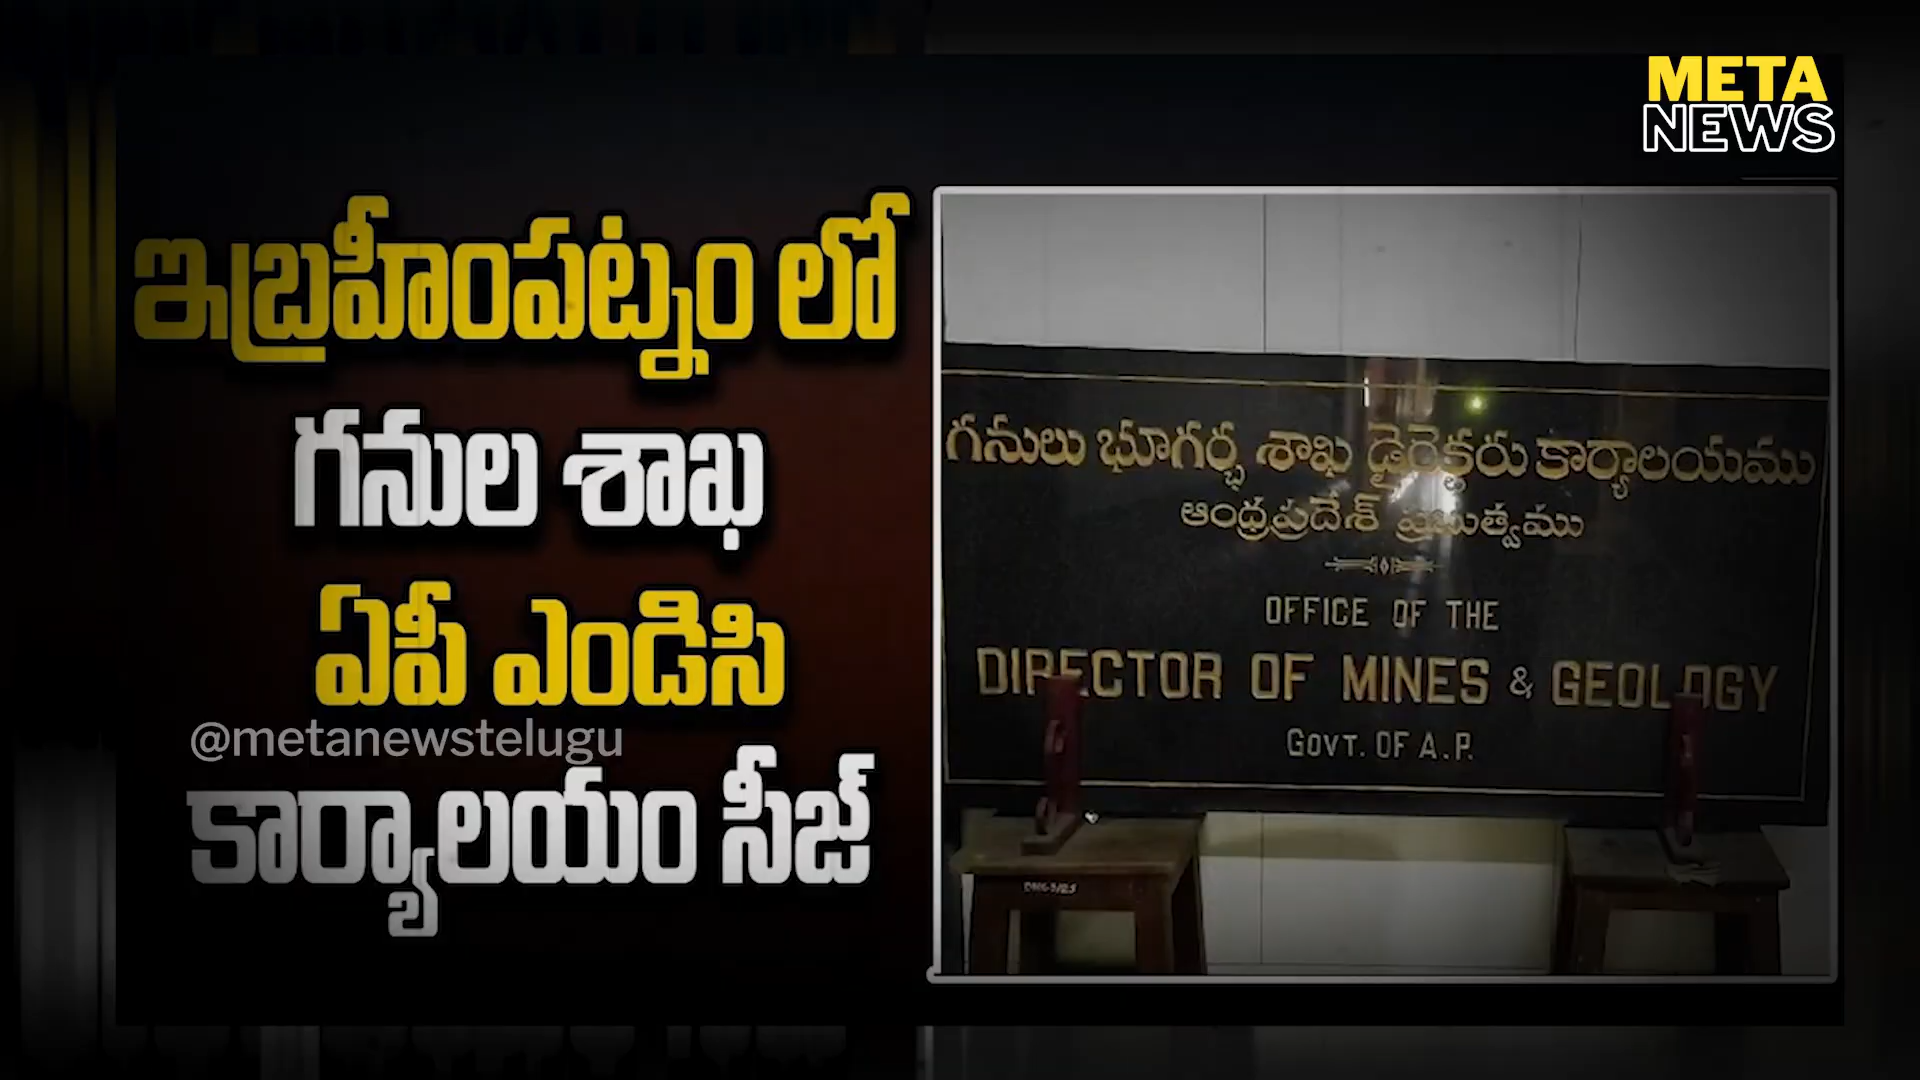 META
NEWS
ఇబ్రహీంపట్నం లో
గనుల శాఖ
ఏపీ ఎండిసి
@metanewstelugu
కార్యాలయం సీజ్
గనులు భూగర్భ శాఖ డైరెక్టరు కార్యాలయము
ఆంధ్రప్రదేశ్ ప్రభుత్వము
OFFICE OF THE
DIRECTOR OF MINES & GEOLOGY
GOVT. OF A.P.